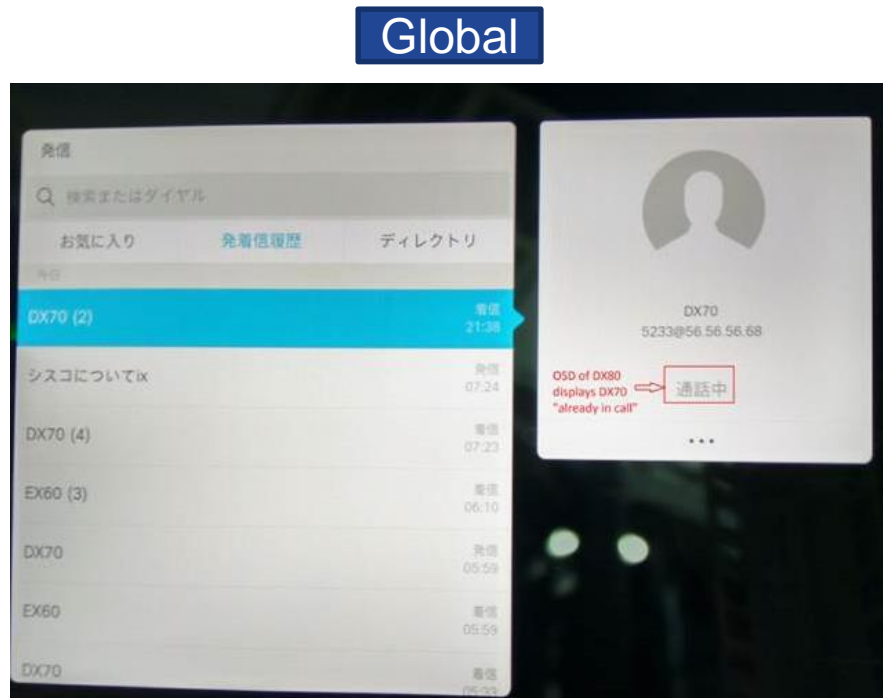 Global
発信
検索またはダイヤル
お気に入り 発着信履歴 ディレクトリ
今日
DX70 (2) 着信
21:38
シスコについてix 発信
07:24
DX70 (4) 着信
07:23
EX60 (3) 着信
06:10
DX70 発信
05:59
EX60 着信
05:59
DX70 着信
05:33
DX70
5233@56.56.56.68
OSD of DX80
displays DX70
"already in call"
通話中